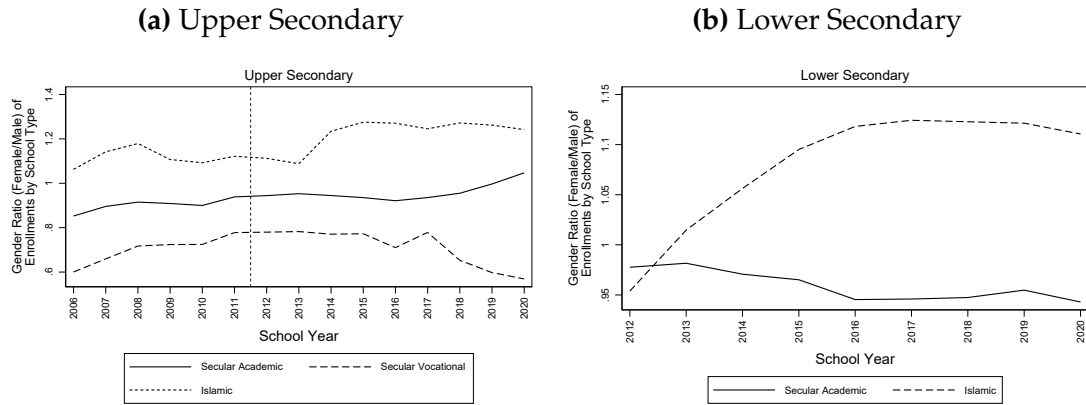 (a) Upper Secondary
Upper Secondary
Gender Ratio (Female/Male) of
Enrollments by School Type
1.4
1.2
1
.8
.6
2006
2007
2008
2009
2010
2011
2012
2013
2014
2015
2016
2017
2018
2019
2020
School Year
Secular Academic
Secular Vocational
Islamic
(b) Lower Secondary
Lower Secondary
Gender Ratio (Female/Male) of
Enrollments by School Type
1.15
1.1
1.05
1
.95
2012
2013
2014
2015
2016
2017
2018
2019
2020
School Year
Secular Academic
Islamic